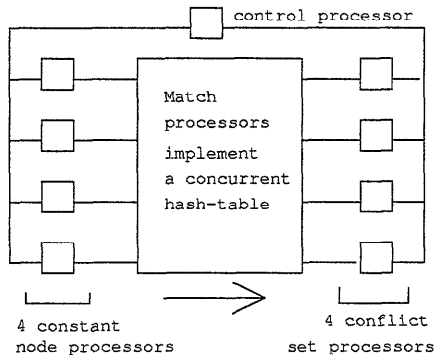 control processor
Match
processors
implement
a concurrent
hash-table
4 constant
node processors
4 conflict
set processors